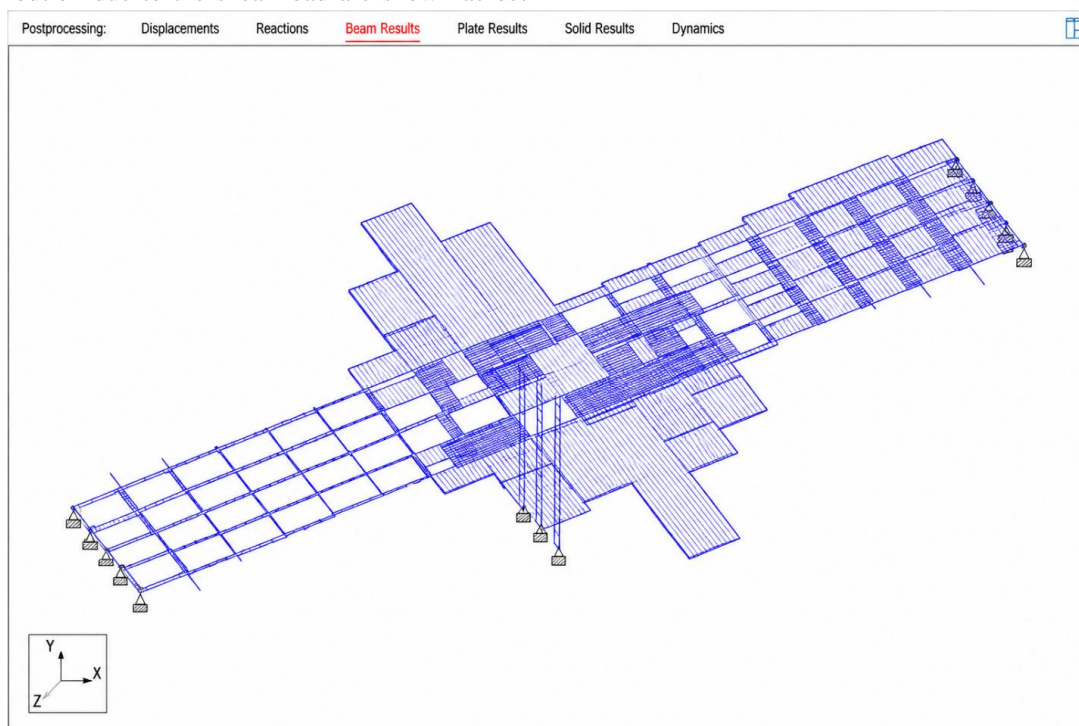 Postprocessing: Displacements Reactions Beam Results Plate Results Solid Results Dynamics
Y
X
Z